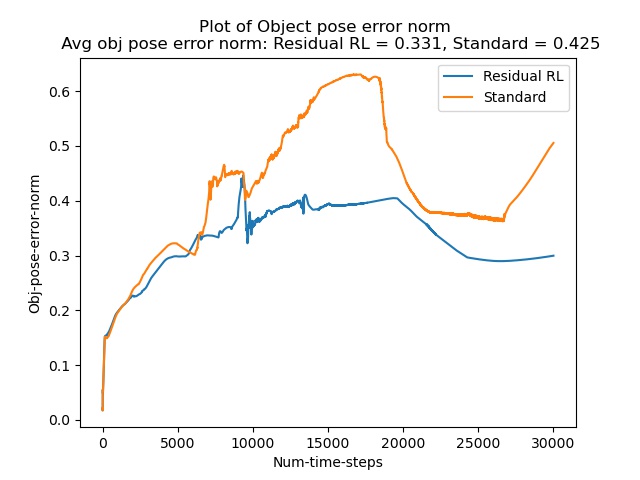 Plot of Object pose error norm
Avg obj pose error norm: Residual RL = 0.331, Standard = 0.425
Residual RL
Standard
Obj-pose-error-norm
0.6
0.5
0.4
0.3
0.2
0.1
0.0
0 5000 10000 15000 20000 25000 30000
Num-time-steps